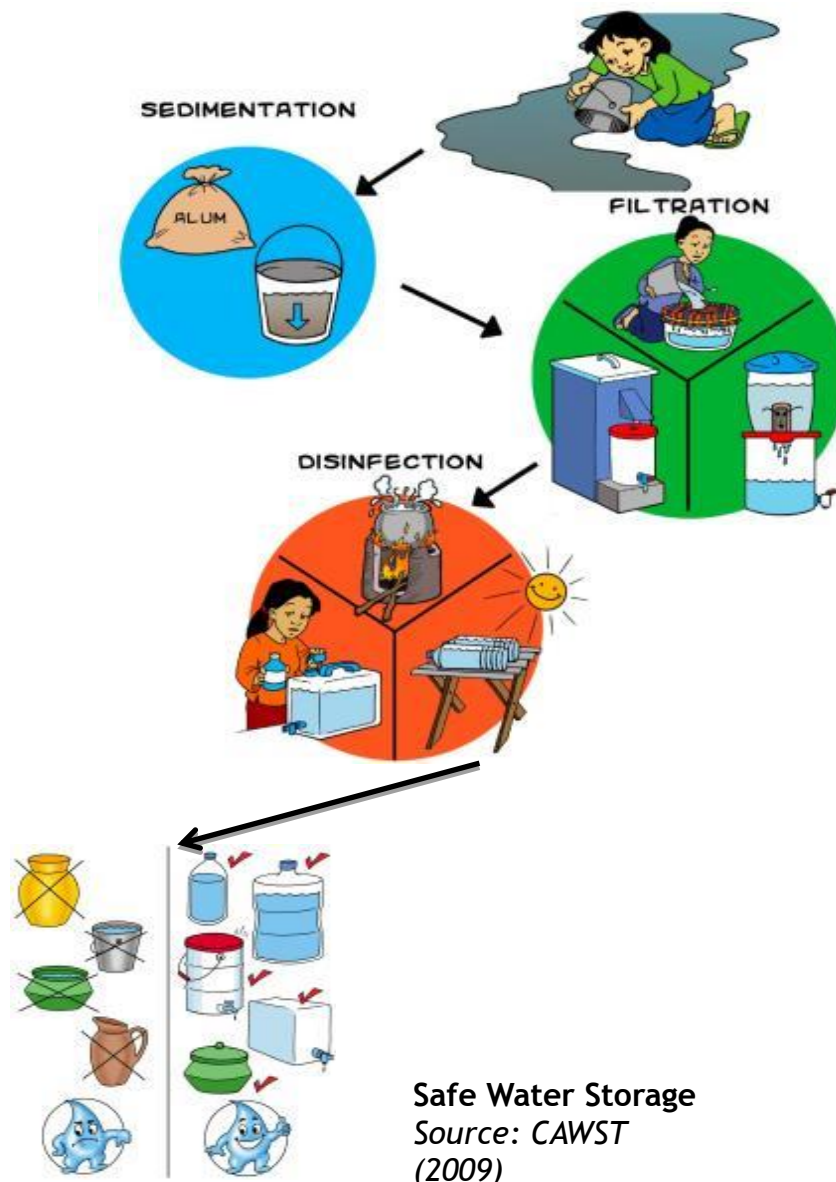 SEDIMENTATION
ALUM
FILTRATION
DISINFECTION
Safe Water Storage
Source: CAWST
(2009)